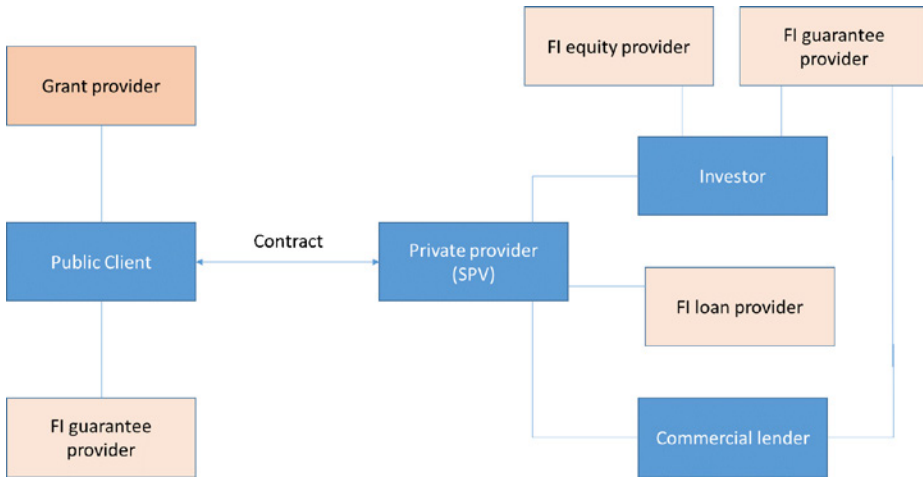 FI equity provider
FI guarantee
provider
Grant provider
Investor
Public Client
Contract
Private provider
(SPV)
FI loan provider
FI guarantee
provider
Commercial lender